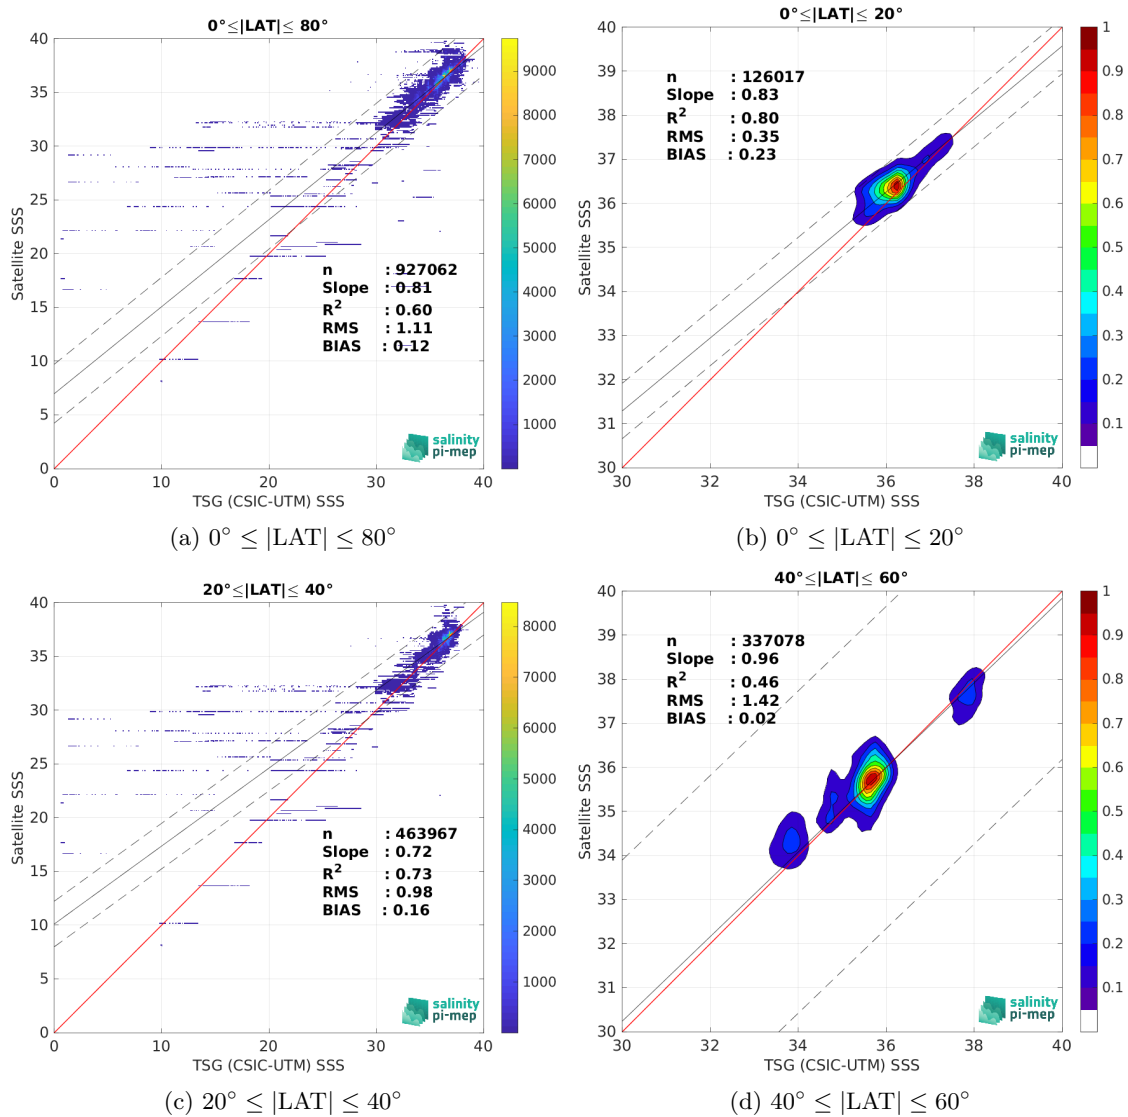 0°≤|LAT|≤ 80°
40
35
30
25
20
15
10
5
0
Satellite SSS
n : 927062
Slope : 0.81
R² : 0.60
RMS : 1.11
BIAS : 0.12
salinity
pi-mep
0 10 20 30 40
TSG (CSIC-UTM) SSS
9000
8000
7000
6000
5000
4000
3000
2000
1000
(a) 0° ≤ |LAT| ≤ 80°
0°≤|LAT|≤ 20°
40
39
38
37
36
35
34
33
32
31
30
Satellite SSS
n : 126017
Slope : 0.83
R² : 0.80
RMS : 0.35
BIAS : 0.23
salinity
pi-mep
30 32 34 36 38 40
TSG (CSIC-UTM) SSS
1
0.9
0.8
0.7
0.6
0.5
0.4
0.3
0.2
0.1
(b) 0° ≤ |LAT| ≤ 20°
20°≤|LAT|≤ 40°
40
35
30
25
20
15
10
5
0
Satellite SSS
n : 463967
Slope : 0.72
R² : 0.73
RMS : 0.98
BIAS : 0.16
salinity
pi-mep
0 10 20 30 40
TSG (CSIC-UTM) SSS
8000
7000
6000
5000
4000
3000
2000
1000
(c) 20° ≤ |LAT| ≤ 40°
40°≤|LAT|≤ 60°
40
39
38
37
36
35
34
33
32
31
30
Satellite SSS
n : 337078
Slope : 0.96
R² : 0.46
RMS : 1.42
BIAS : 0.02
salinity
pi-mep
30 32 34 36 38 40
TSG (CSIC-UTM) SSS
1
0.9
0.8
0.7
0.6
0.5
0.4
0.3
0.2
0.1
(d) 40° ≤ |LAT| ≤ 60°